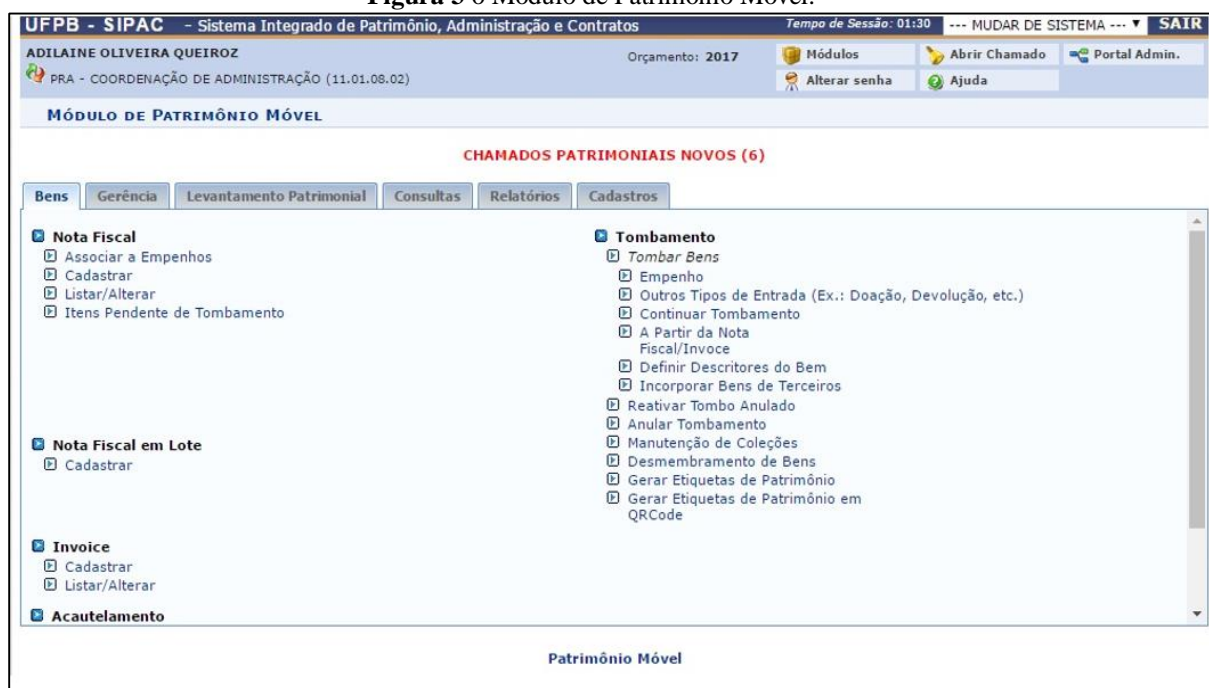 Figura 3 o Módulo de Patrimônio Móvel.
UFPB - SIPAC - Sistema Integrado de Patrimônio, Administração e Contratos
Tempo de Sessão: 01:30
--- MUDAR DE SISTEMA --- ▼
SAIR
ADILAINE OLIVEIRA QUEIROZ
Orçamento: 2017
Módulos
Abrir Chamado
Portal Admin.
PRA - COORDENAÇÃO DE ADMINISTRAÇÃO (11.01.08.02)
Alterar senha
Ajuda
MÓDULO DE PATRIMÔNIO MÓVEL
CHAMADOS PATRIMONIAIS NOVOS (6)
Bens
Gerência
Levantamento Patrimonial
Consultas
Relatórios
Cadastros
Nota Fiscal
Associar a Empenhos
Cadastrar
Listar/Alterar
Itens Pendente de Tombamento
Nota Fiscal em Lote
Cadastrar
Invoice
Cadastrar
Listar/Alterar
Acautelamento
Tombamento
Tombar Bens
Empenho
Outros Tipos de Entrada (Ex.: Doação, Devolução, etc.)
Continuar Tombamento
A Partir da Nota
Fiscal/Invoce
Definir Descritores do Bem
Incorporar Bens de Terceiros
Reativar Tombo Anulado
Anular Tombamento
Manutenção de Coleções
Desmembramento de Bens
Gerar Etiquetas de Patrimônio
Gerar Etiquetas de Patrimônio em
QRCode
Patrimônio Móvel